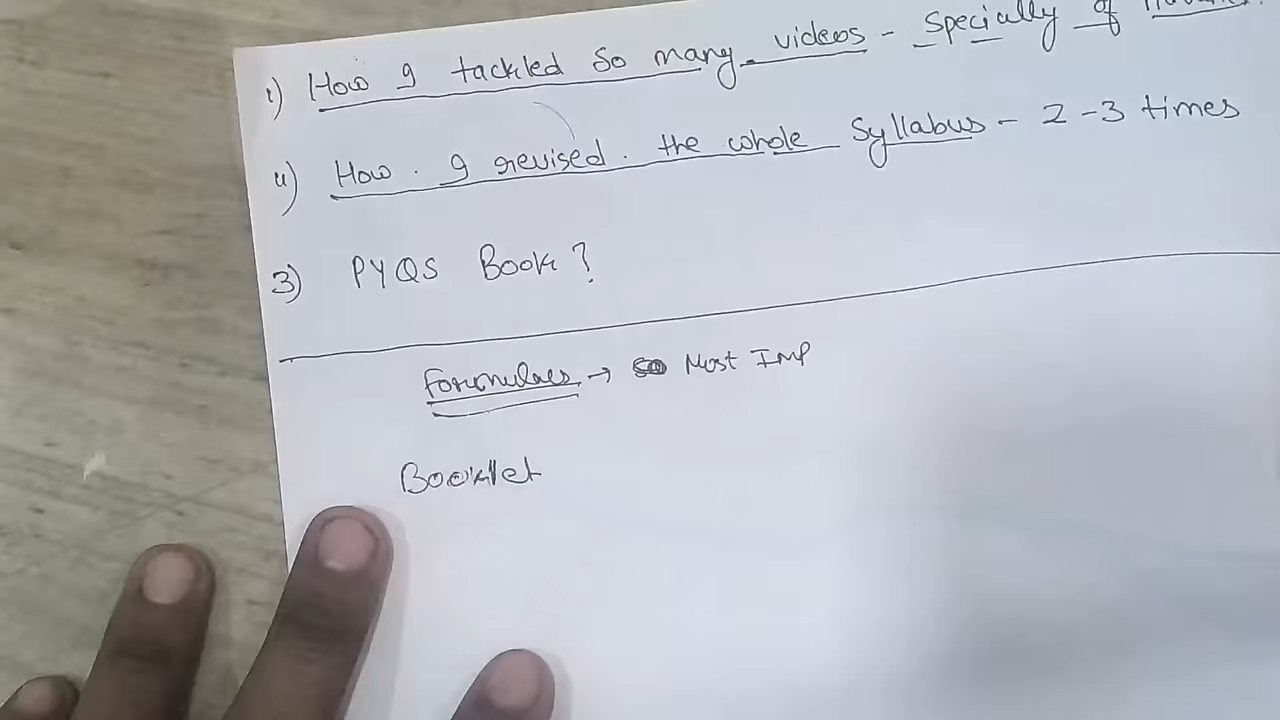 1) How I tackled So many videos - Specially of
2) How I revised the whole Syllabus - 2-3 times
3) PYQS Book?
Formulaes → Most Imp
Booklet